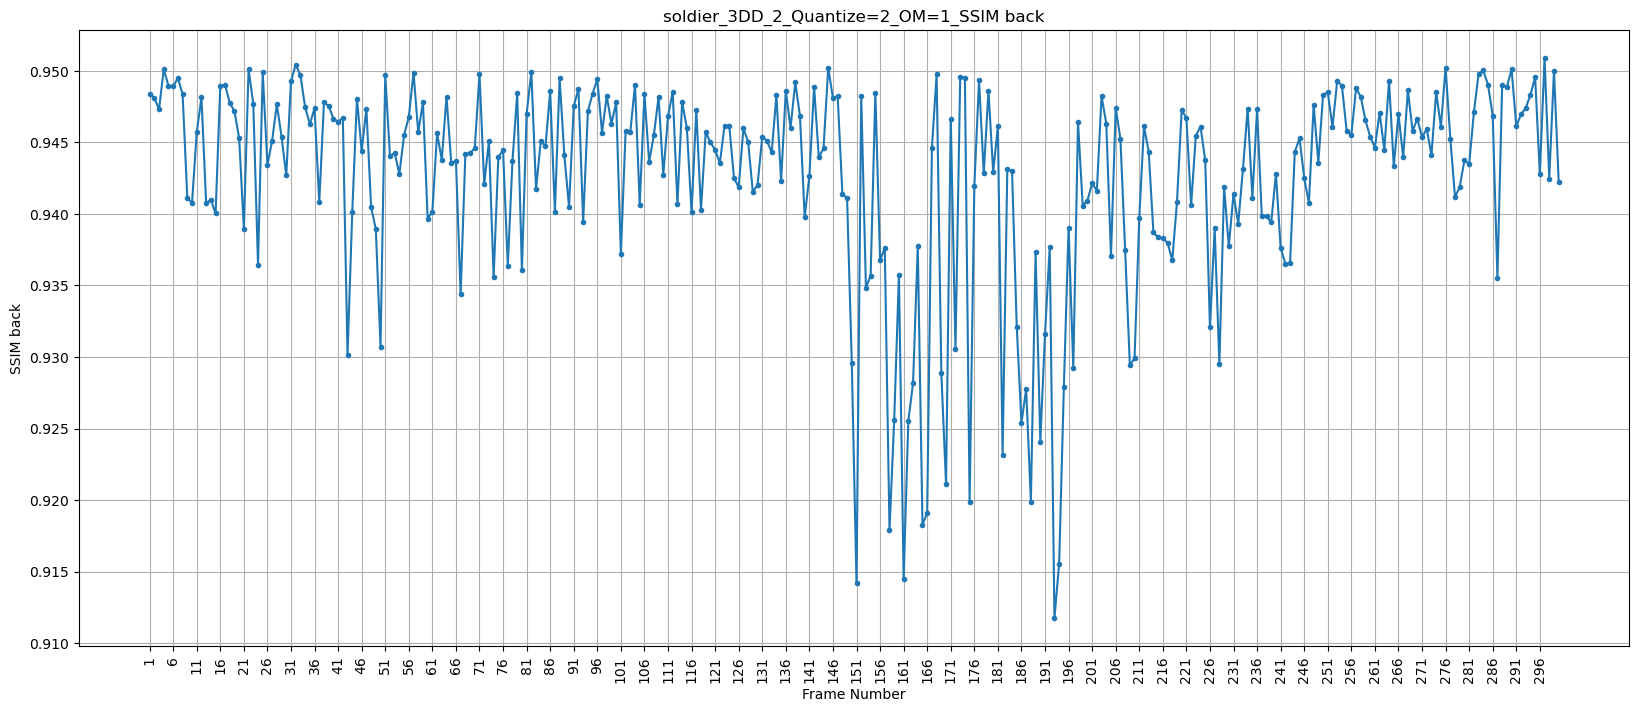 soldier_3DD_2_Quantize=2_OM=1_SSIM back
SSIM back
0.950
0.945
0.940
0.935
0.930
0.925
0.920
0.915
0.910
1 6 11 16 21 26 31 36 41 46 51 56 61 66 71 76 81 86 91 96 101 106 111 116 121 126 131 136 141 146 151 156 161 166 171 176 181 186 191 196 201 206 211 216 221 226 231 236 241 246 251 256 261 266 271 276 281 286 291 296
Frame Number